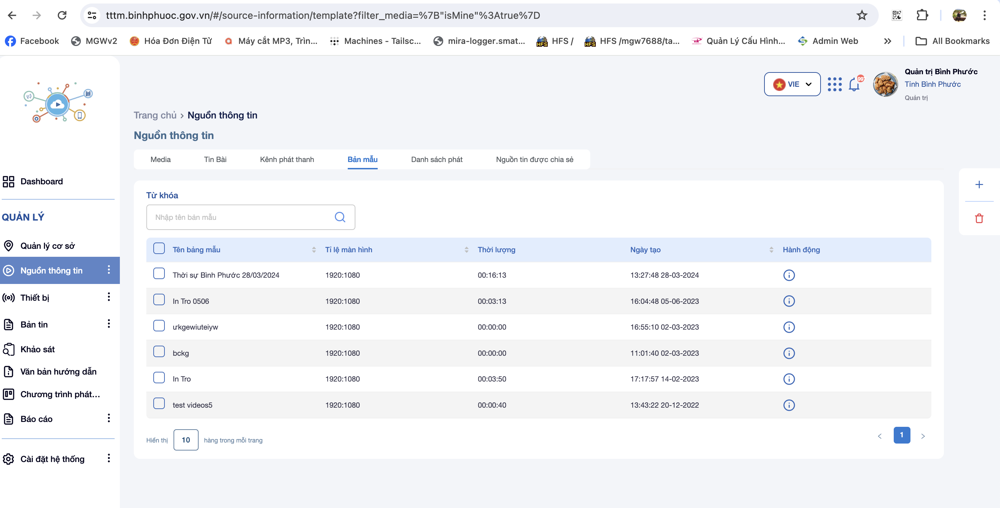 tttm.binhphuoc.gov.vn/#/source-information/template?filter_media=%7B"isMine"%3Atrue%7D
Facebook MGWv2 Hóa Đơn Điện Tử Máy cắt MP3, Trìn... Machines - Tailsc... mira-logger.smat... HFS / HFS /mgw7688/ta... Quản Lý Cấu Hình... Admin Web » All Bookmarks
VIE
99+
Quản trị Bình Phước
Tỉnh Bình Phước
Quản trị
Trang chủ > Nguồn thông tin
Nguồn thông tin
Media Tin Bài Kênh phát thanh Bản mẫu Danh sách phát Nguồn tin được chia sẻ
Dashboard
QUẢN LÝ
Quản lý cơ sở
Nguồn thông tin
Thiết bị
Bản tin
Khảo sát
Văn bản hướng dẫn
Chương trình phát...
Báo cáo
Cài đặt hệ thống
Từ khóa
Nhập tên bản mẫu
Tên bảng mẫu Tỉ lệ màn hình Thời lượng Ngày tạo Hành động
Thời sự Bình Phước 28/03/2024 1920:1080 00:16:13 13:27:48 28-03-2024
In Tro 0506 1920:1080 00:03:13 16:04:48 05-06-2023
ưkgewiuteiyw 1920:1080 00:00:00 16:55:10 02-03-2023
bckg 1920:1080 00:00:00 11:01:40 02-03-2023
In Tro 1920:1080 00:03:50 17:17:57 14-02-2023
test videos5 1920:1080 00:00:40 13:43:22 20-12-2022
Hiển thị 10 hàng trong mỗi trang
< 1 >